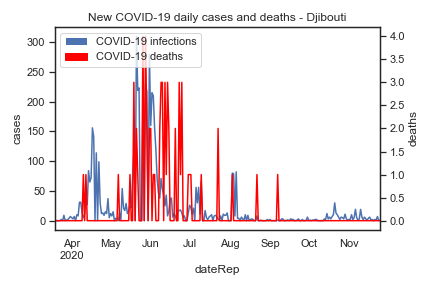 New COVID-19 daily cases and deaths - Djibouti
COVID-19 infections
COVID-19 deaths
300
250
200
150
100
50
0
cases
4.0
3.5
3.0
2.5
2.0
1.5
1.0
0.5
0.0
deaths
Apr May Jun Jul Aug Sep Oct Nov
2020
dateRep